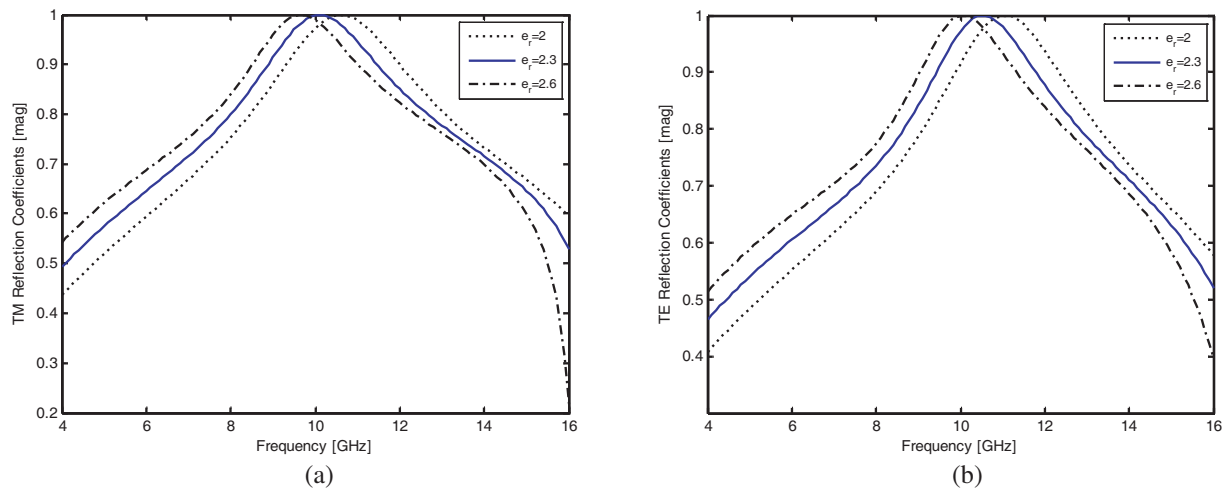 1
0.9
0.8
0.7
0.6
0.5
0.4
0.3
0.2
TM Reflection Coefficients [mag]
4 6 8 10 12 14 16
Frequency [GHz]
e_r=2
e_r=2.3
e_r=2.6
(a)
1
0.9
0.8
0.7
0.6
0.5
0.4
TE Reflection Coefficients [mag]
4 6 8 10 12 14 16
Frequency [GHz]
e_r=2
e_r=2.3
e_r=2.6
(b)